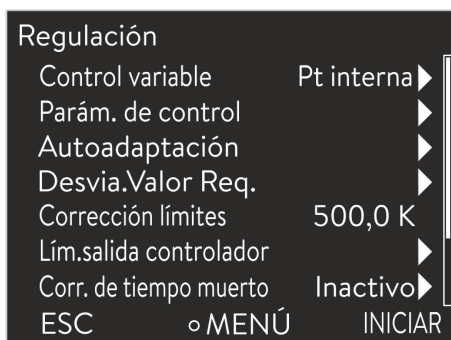 Regulación
Control variable Pt interna
Parám. de control
Autoadaptación
Desvia.Valor Req.
Corrección límites 500,0 K
Lím.salida controlador
Corr. de tiempo muerto Inactivo
ESC MENÚ INICIAR